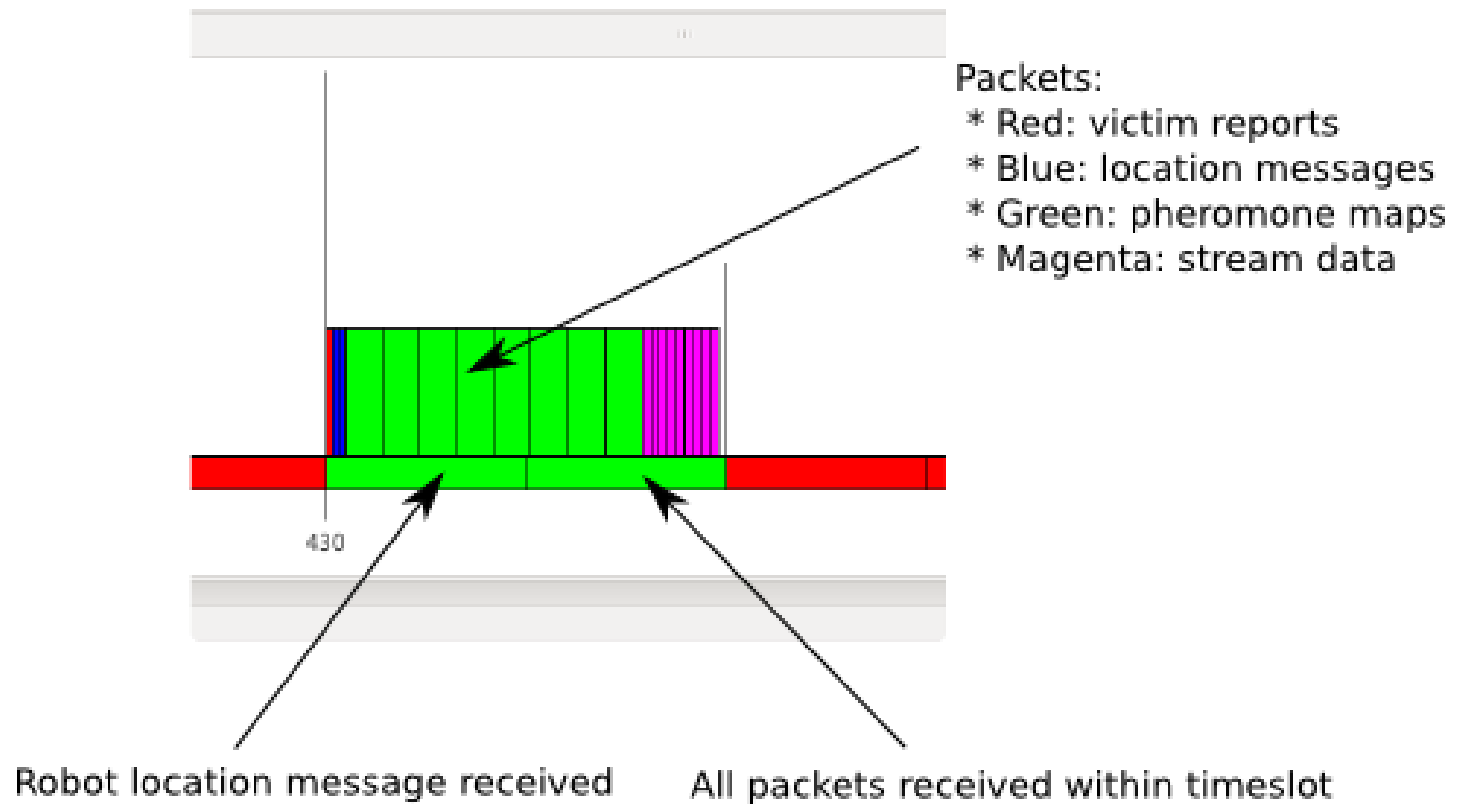 Packets:
* Red: victim reports
* Blue: location messages
* Green: pheromone maps
* Magenta: stream data
430
Robot location message received
All packets received within timeslot